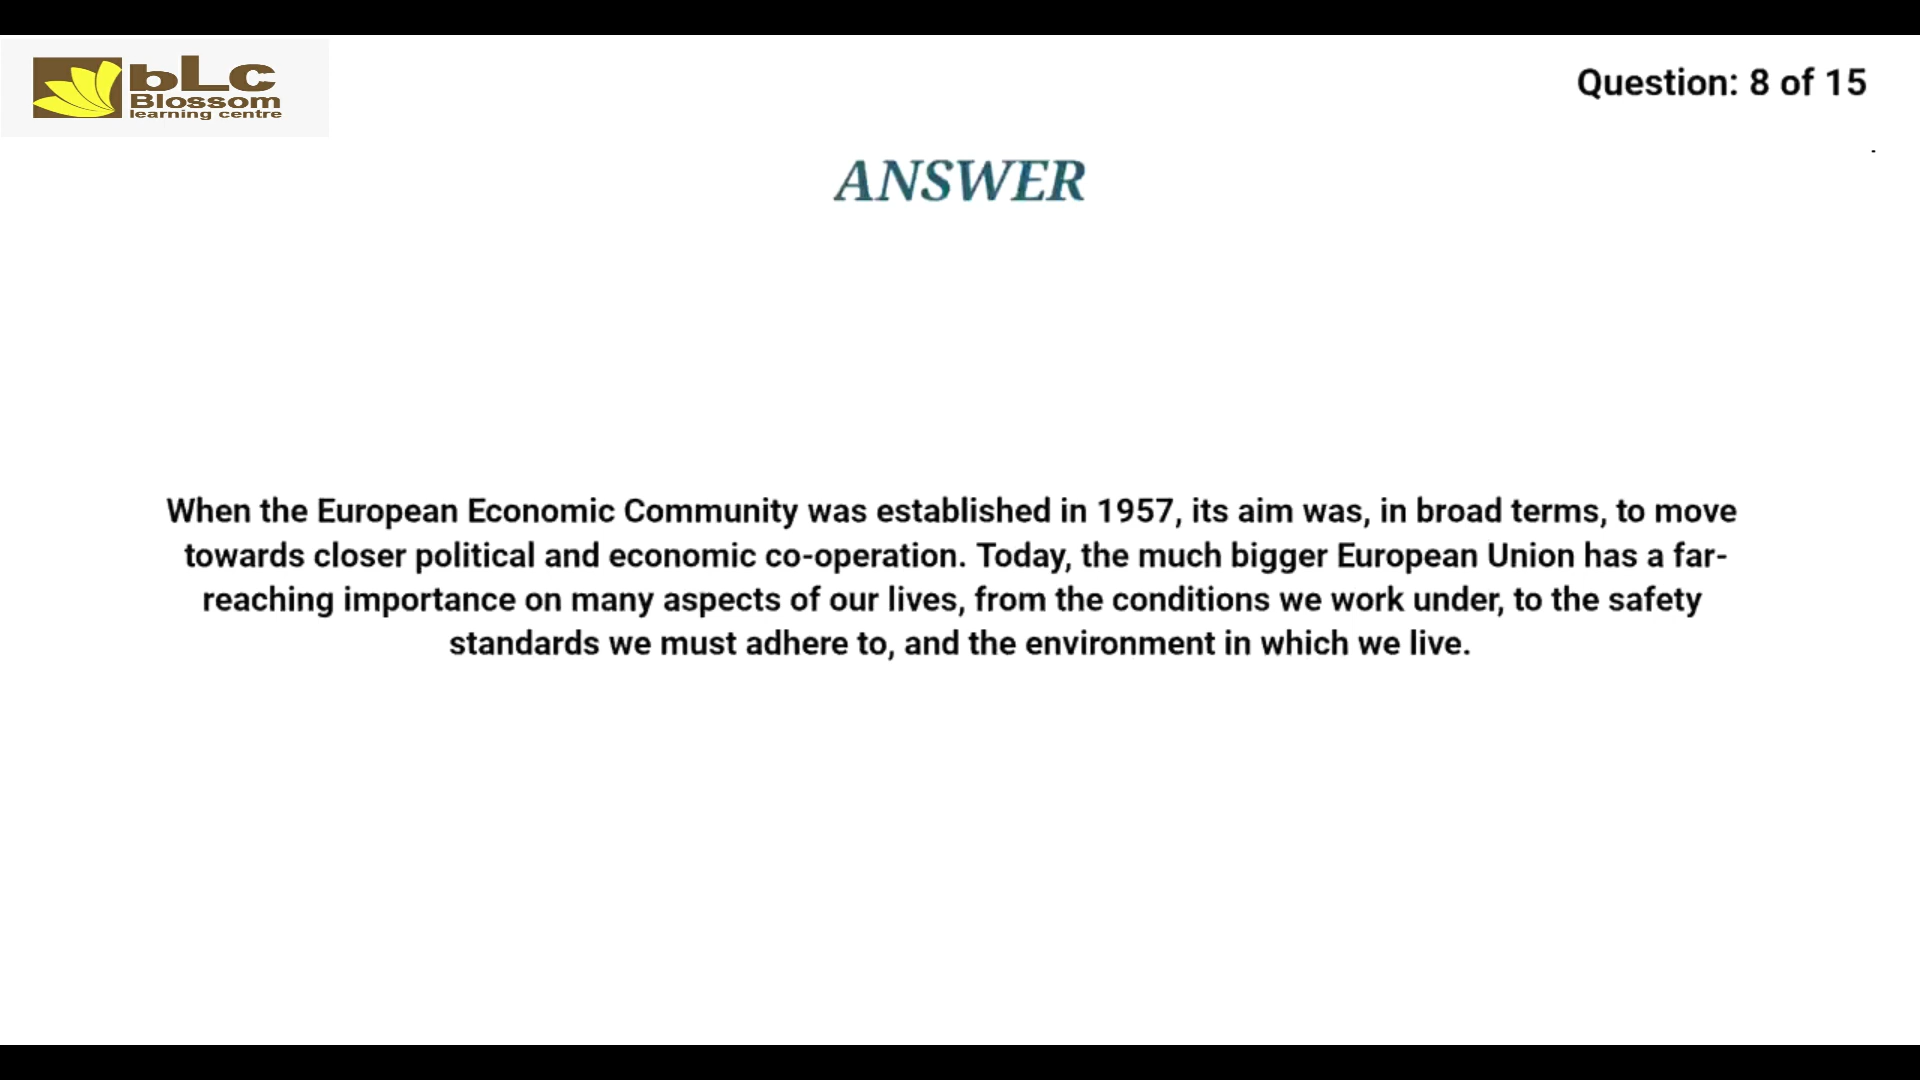 bLc
Blossom
learning centre
Question: 8 of 15
ANSWER
When the European Economic Community was established in 1957, its aim was, in broad terms, to move
towards closer political and economic co-operation. Today, the much bigger European Union has a far-
reaching importance on many aspects of our lives, from the conditions we work under, to the safety
standards we must adhere to, and the environment in which we live.